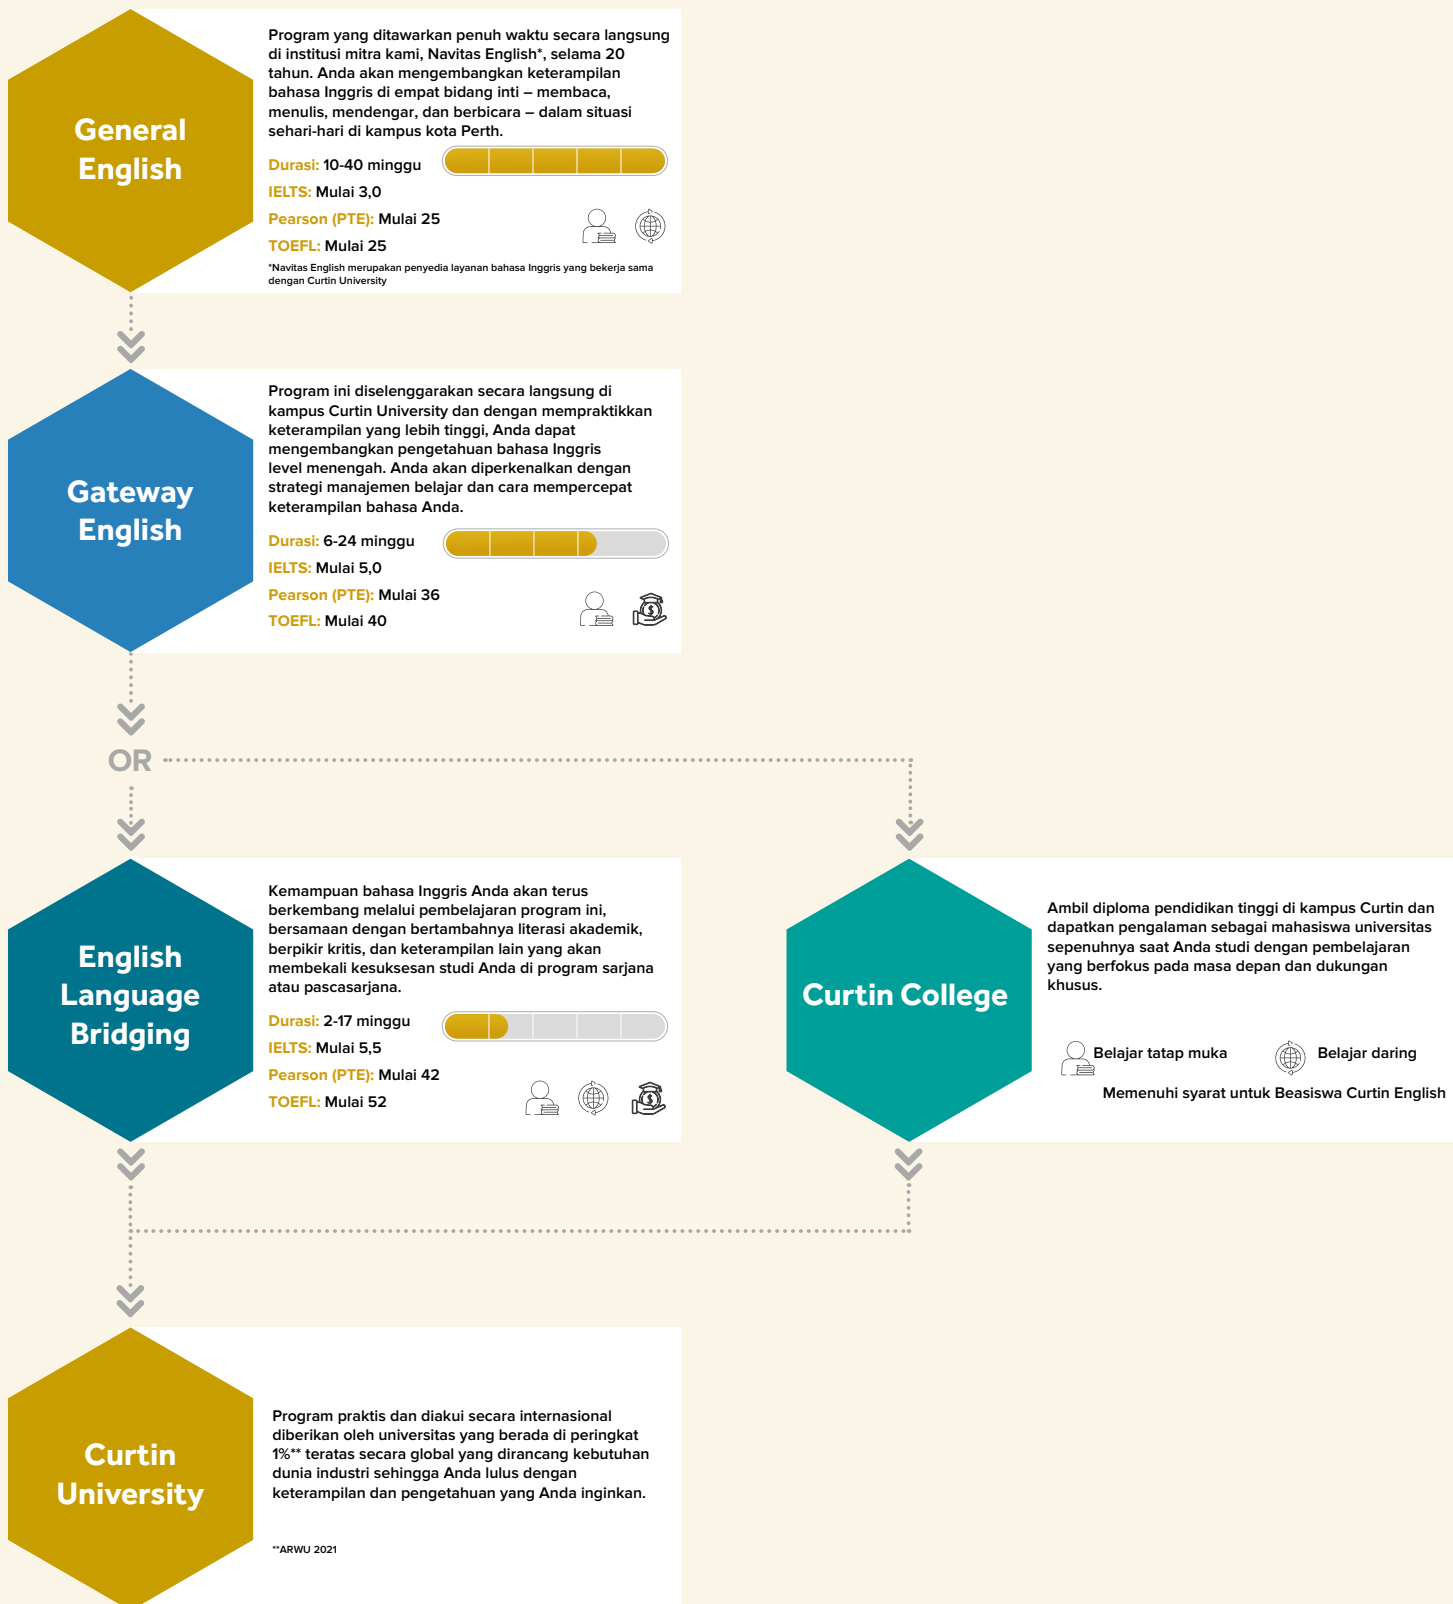 General
English
Program yang ditawarkan penuh waktu secara langsung
di institusi mitra kami, Navitas English*, selama 20
tahun. Anda akan mengembangkan keterampilan
bahasa Inggris di empat bidang inti – membaca,
menulis, mendengar, dan berbicara – dalam situasi
sehari-hari di kampus kota Perth.
Durasi: 10-40 minggu
IELTS: Mulai 3,0
Pearson (PTE): Mulai 25
TOEFL: Mulai 25
*Navitas English merupakan penyedia layanan bahasa Inggris yang bekerja sama
dengan Curtin University
Gateway
English
Program ini diselenggarakan secara langsung di
kampus Curtin University dan dengan mempraktikkan
keterampilan yang lebih tinggi, Anda dapat
mengembangkan pengetahuan bahasa Inggris
level menengah. Anda akan diperkenalkan dengan
strategi manajemen belajar dan cara mempercepat
keterampilan bahasa Anda.
Durasi: 6-24 minggu
IELTS: Mulai 5,0
Pearson (PTE): Mulai 36
TOEFL: Mulai 40
OR
English
Language
Bridging
Kemampuan bahasa Inggris Anda akan terus
berkembang melalui pembelajaran program ini,
bersamaan dengan bertambahnya literasi akademik,
berpikir kritis, dan keterampilan lain yang akan
membekali kesuksesan studi Anda di program sarjana
atau pascasarjana.
Durasi: 2-17 minggu
IELTS: Mulai 5,5
Pearson (PTE): Mulai 42
TOEFL: Mulai 52
Curtin College
Ambil diploma pendidikan tinggi di kampus Curtin dan
dapatkan pengalaman sebagai mahasiswa universitas
sepenuhnya saat Anda studi dengan pembelajaran
yang berfokus pada masa depan dan dukungan
khusus.
Belajar tatap muka
Belajar daring
Memenuhi syarat untuk Beasiswa Curtin English
Curtin
University
Program praktis dan diakui secara internasional
diberikan oleh universitas yang berada di peringkat
1%** teratas secara global yang dirancang kebutuhan
dunia industri sehingga Anda lulus dengan
keterampilan dan pengetahuan yang Anda inginkan.
**ARWU 2021